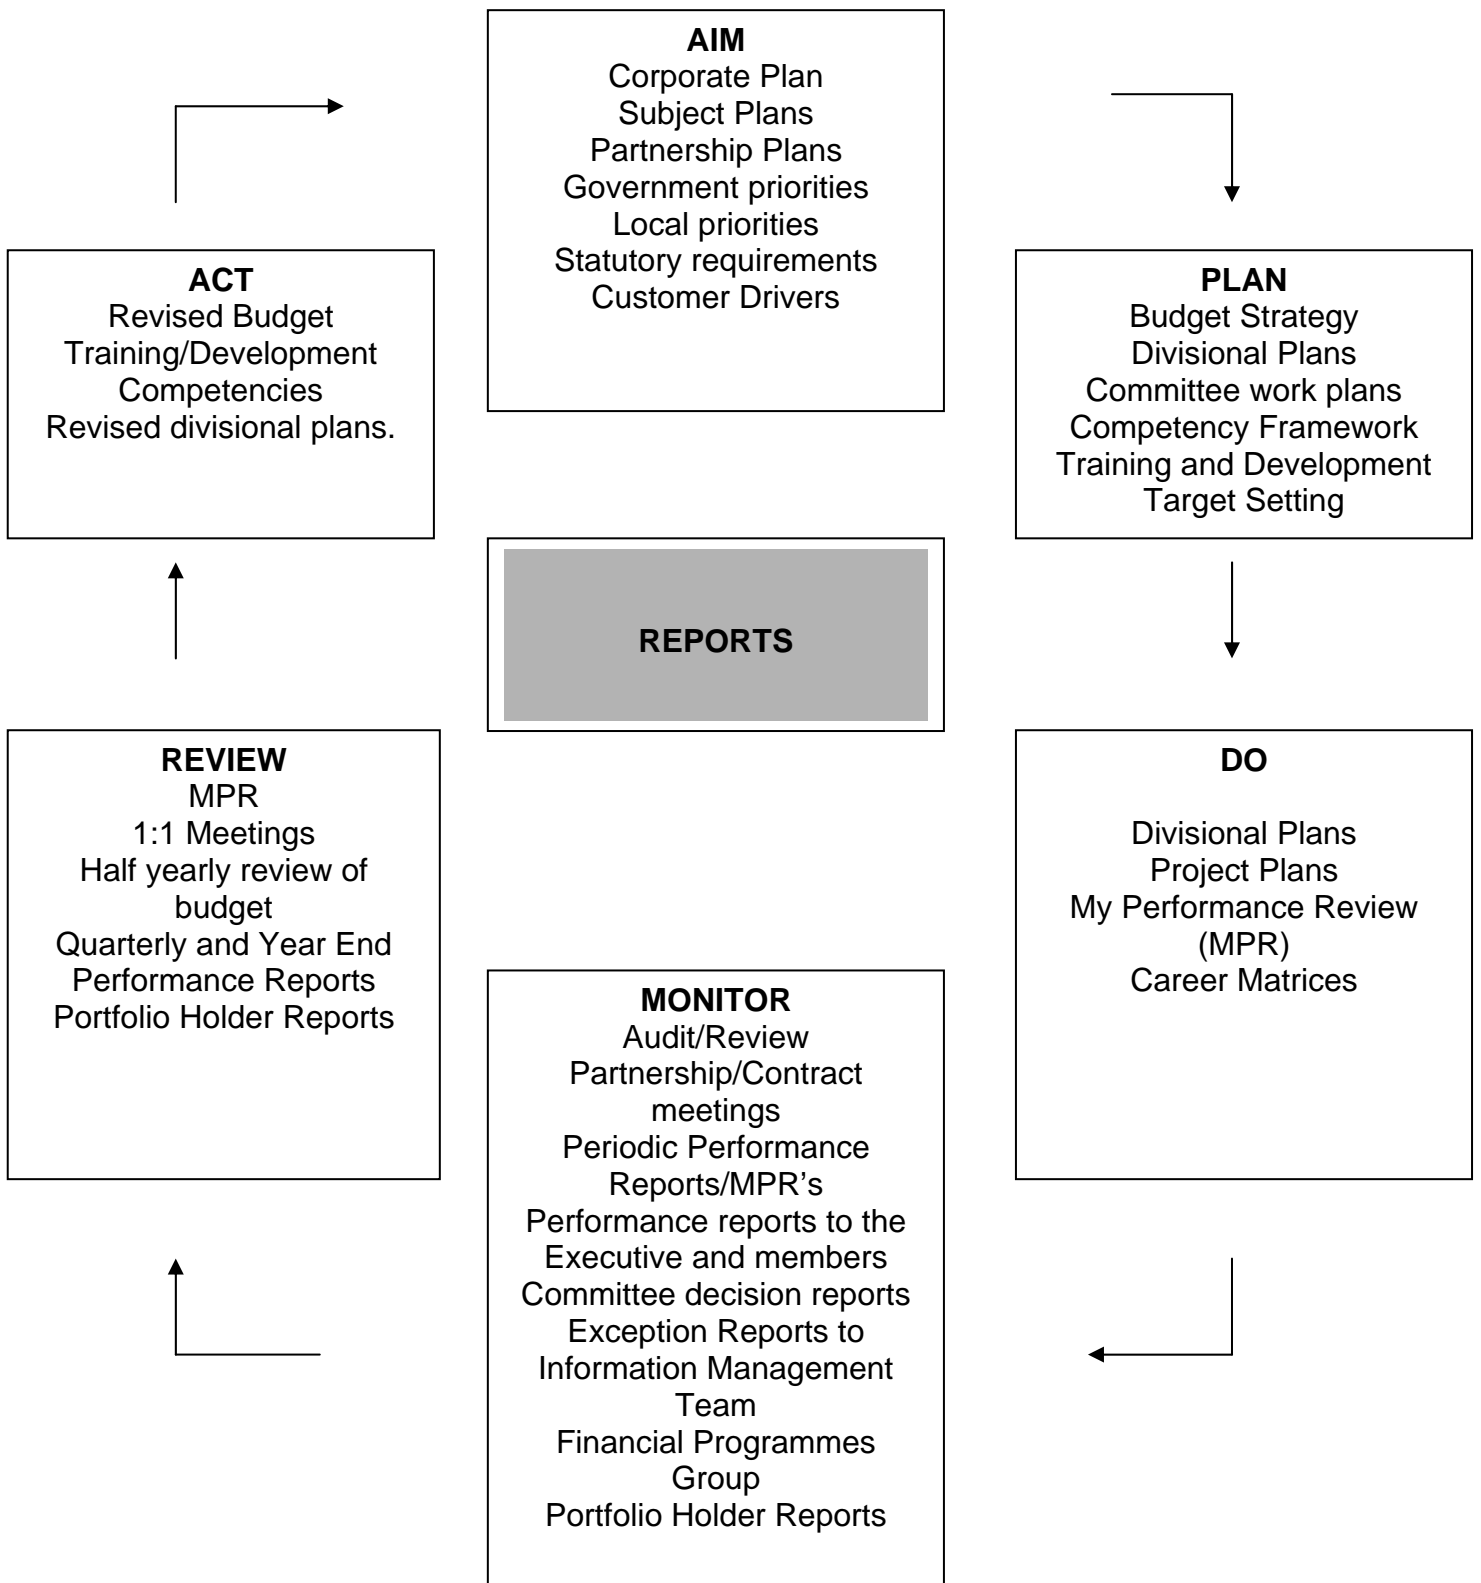 AIM
Corporate Plan
Subject Plans
Partnership Plans
Government priorities
Local priorities
Statutory requirements
Customer Drivers
ACT
Revised Budget
Training/Development
Competencies
Revised divisional plans.
PLAN
Budget Strategy
Divisional Plans
Committee work plans
Competency Framework
Training and Development
Target Setting
REPORTS
REVIEW
MPR
1:1 Meetings
Half yearly review of
budget
Quarterly and Year End
Performance Reports
Portfolio Holder Reports
DO
Divisional Plans
Project Plans
My Performance Review
(MPR)
Career Matrices
MONITOR
Audit/Review
Partnership/Contract
meetings
Periodic Performance
Reports/MPR’s
Performance reports to the
Executive and members
Committee decision reports
Exception Reports to
Information Management
Team
Financial Programmes
Group
Portfolio Holder Reports